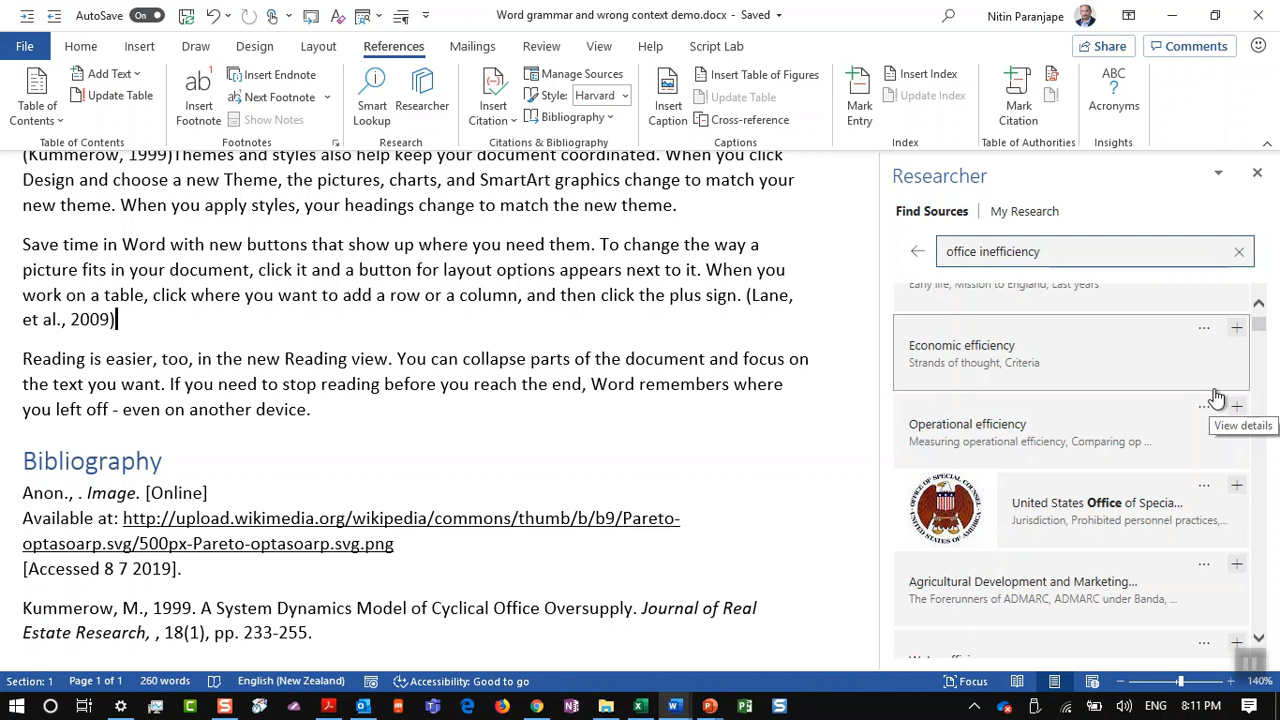 AutoSave On Word grammar and wrong context demo.docx - Saved Nitin Paranjape
File Home Insert Draw Design Layout References Mailings Review View Help Script Lab Share Comments
Table of Contents
Add Text
Update Table
Table of Contents
ab1
Insert Footnote
Insert Endnote
Next Footnote
Show Notes
Footnotes
Smart Lookup
Researcher
Research
Insert Citation
Manage Sources
Style: Harvard
Bibliography
Citations & Bibliography
Insert Caption
Insert Table of Figures
Update Table
Cross-reference
Captions
Mark Entry
Insert Index
Update Index
Index
Mark Citation
Table of Authorities
ABC
Acronyms
Insights
(Kummerow, 1999)Themes and styles also help keep your document coordinated. When you click
Design and choose a new Theme, the pictures, charts, and SmartArt graphics change to match your
new theme. When you apply styles, your headings change to match the new theme.
Save time in Word with new buttons that show up where you need them. To change the way a
picture fits in your document, click it and a button for layout options appears next to it. When you
work on a table, click where you want to add a row or a column, and then click the plus sign. (Lane,
et al., 2009)
Reading is easier, too, in the new Reading view. You can collapse parts of the document and focus on
the text you want. If you need to stop reading before you reach the end, Word remembers where
you left off - even on another device.
Bibliography
Anon., . Image. [Online]
Available at: http://upload.wikimedia.org/wikipedia/commons/thumb/b/b9/Pareto-
optasoarp.svg/500px-Pareto-optasoarp.svg.png
[Accessed 8 7 2019].
Kummerow, M., 1999. A System Dynamics Model of Cyclical Office Oversupply. Journal of Real
Estate Research, , 18(1), pp. 233-255.
Researcher
Find Sources | My Research
office inefficiency
Early life, Mission to England, Last years
Economic efficiency
Strands of thought, Criteria
View details
Operational efficiency
Measuring operational efficiency, Comparing op ...
United States Office of Specia...
Jurisdiction, Prohibited personnel practices,...
Agricultural Development and Marketing...
The Forerunners of ADMARC, ADMARC under Banda, ...
Section: 1 Page 1 of 1 260 words English (New Zealand) Accessibility: Good to go Focus 140%
ENG 8:11 PM